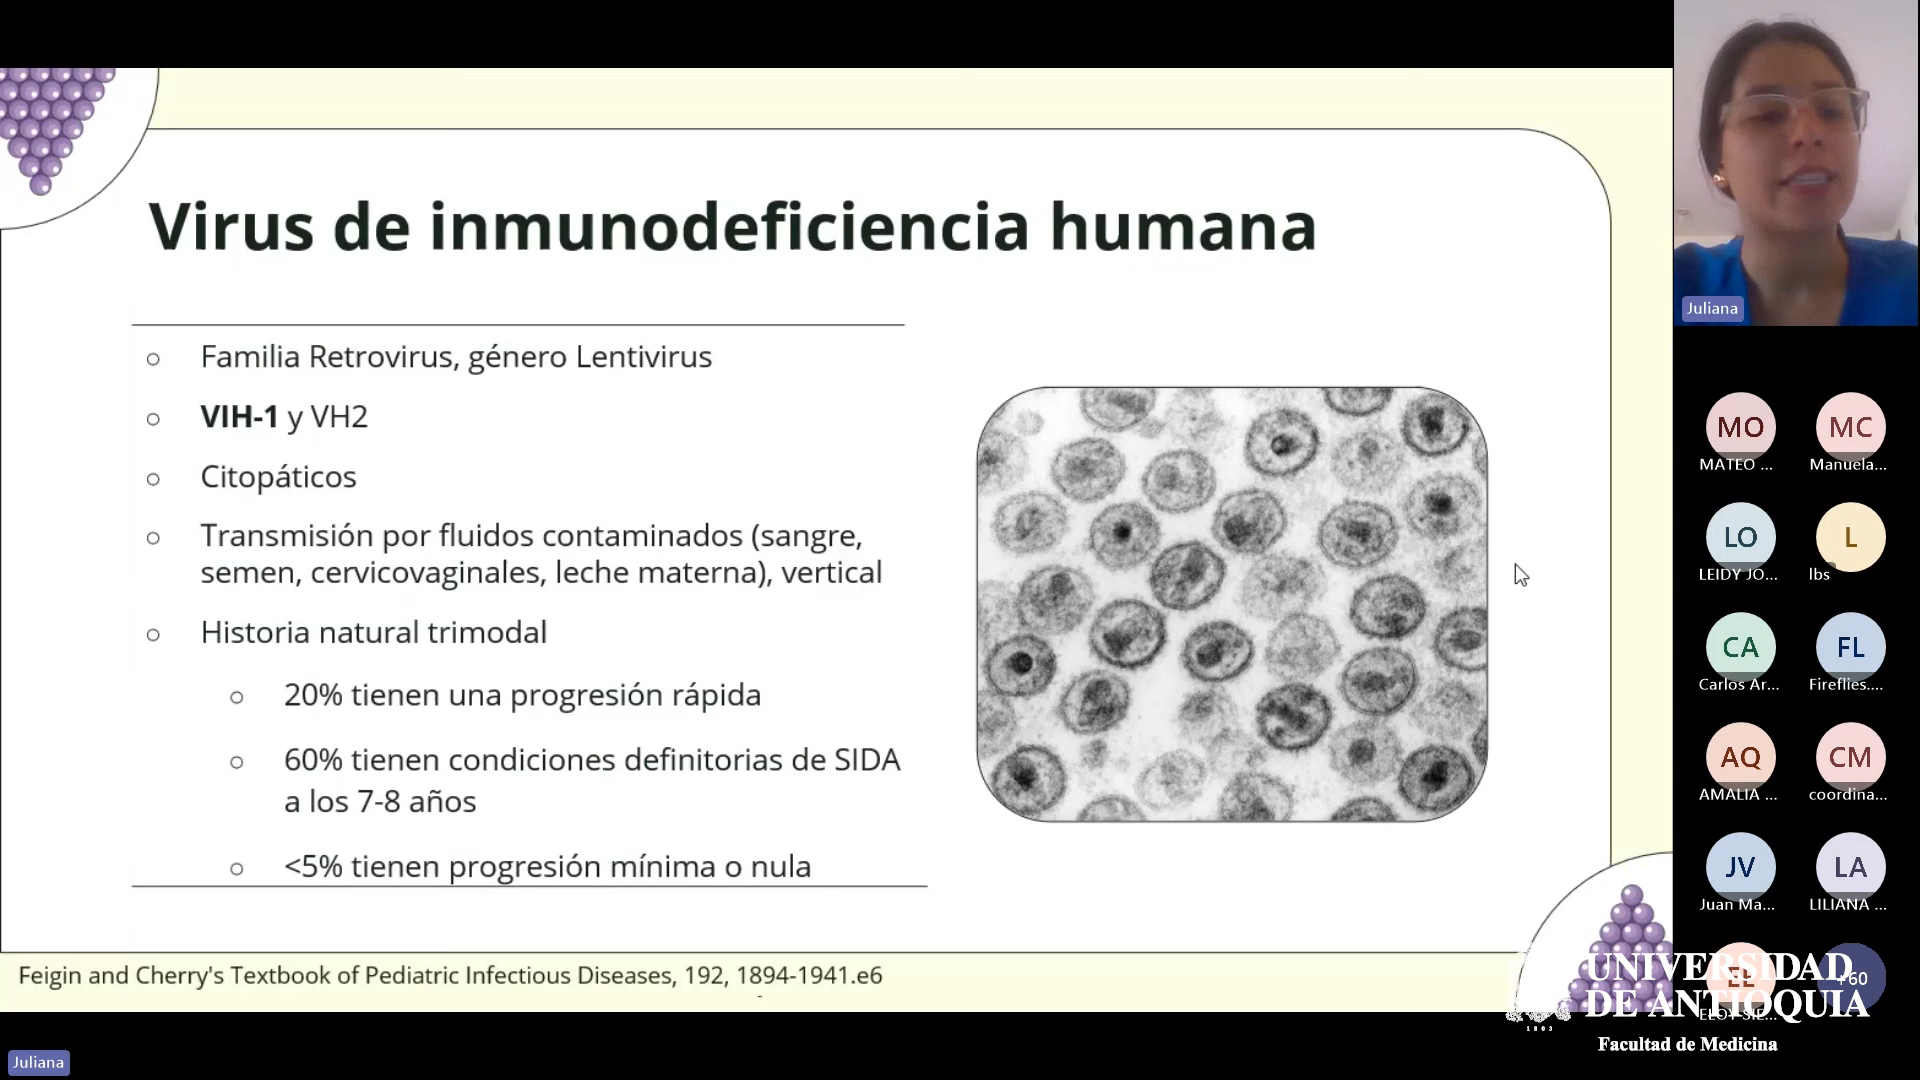 Virus de inmunodeficiencia humana
Familia Retrovirus, género Lentivirus
VIH-1 y VH2
Citopáticos
Transmisión por fluidos contaminados (sangre,
semen, cervicovaginales, leche materna), vertical
Historia natural trimodal
20% tienen una progresión rápida
60% tienen condiciones definitorias de SIDA
a los 7-8 años
<5% tienen progresión mínima o nula
Feigin and Cherry's Textbook of Pediatric Infectious Diseases, 192, 1894-1941.e6
Juliana
Juliana
MO
MATEO ...
MC
Manuela...
LO
LEIDY JO...
L
lbs
CA
Carlos Ar...
FL
Fireflies....
AQ
AMALIA ...
CM
coordina...
JV
Juan Ma...
LA
LILIANA ...
+60
UNIVERSIDAD
DE ANTIOQUIA
1803
Facultad de Medicina